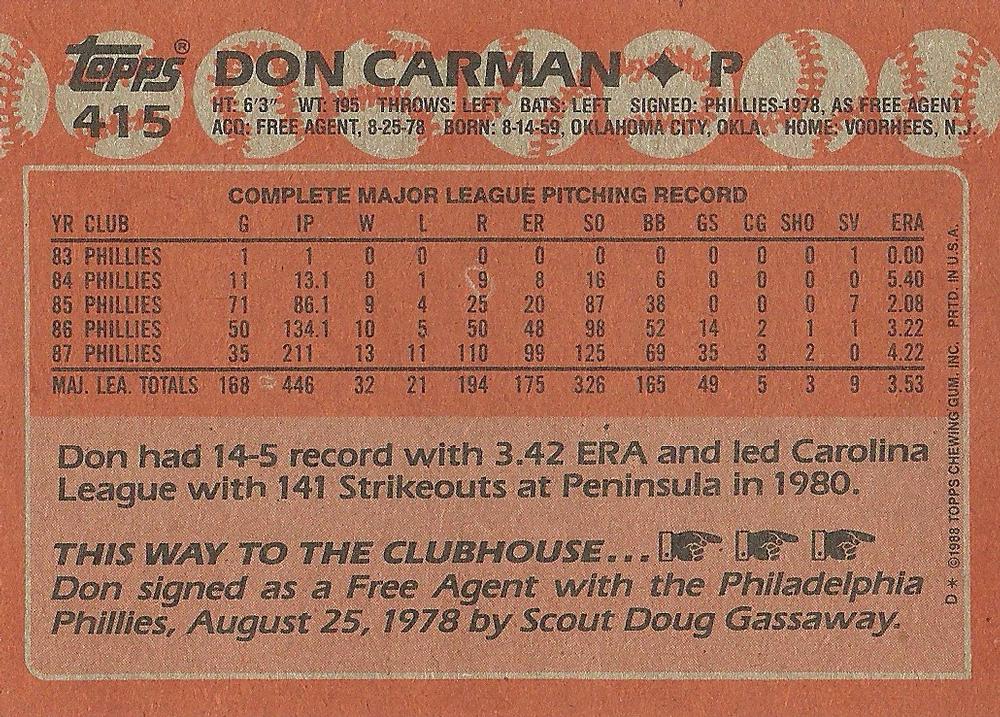 topps® DON CARMAN ✦ P
415
HT: 6'3" WT: 195 THROWS: LEFT BATS: LEFT SIGNED: PHILLIES-1978, AS FREE AGENT
ACQ: FREE AGENT, 8-25-78 BORN: 8-14-59, OKLAHOMA CITY, OKLA. HOME: VOORHEES, N.J.
COMPLETE MAJOR LEAGUE PITCHING RECORD
YR CLUB G IP W L R ER SO BB GS CG SHO SV ERA
83 PHILLIES 1 1 0 0 0 0 0 0 0 0 0 1 0.00
84 PHILLIES 11 13.1 0 1 9 8 16 6 0 0 0 0 5.40
85 PHILLIES 71 86.1 9 4 25 20 87 38 0 0 0 7 2.08
86 PHILLIES 50 134.1 10 5 50 48 98 52 14 2 1 1 3.22
87 PHILLIES 35 211 13 11 110 99 125 69 35 3 2 0 4.22
MAJ. LEA. TOTALS 168 446 32 21 194 175 326 165 49 5 3 9 3.53
Don had 14-5 record with 3.42 ERA and led Carolina
League with 141 Strikeouts at Peninsula in 1980.
THIS WAY TO THE CLUBHOUSE...
Don signed as a Free Agent with the Philadelphia
Phillies, August 25, 1978 by Scout Doug Gassaway.
D* ©1988 TOPPS CHEWING GUM, INC. PRTD. IN U.S.A.